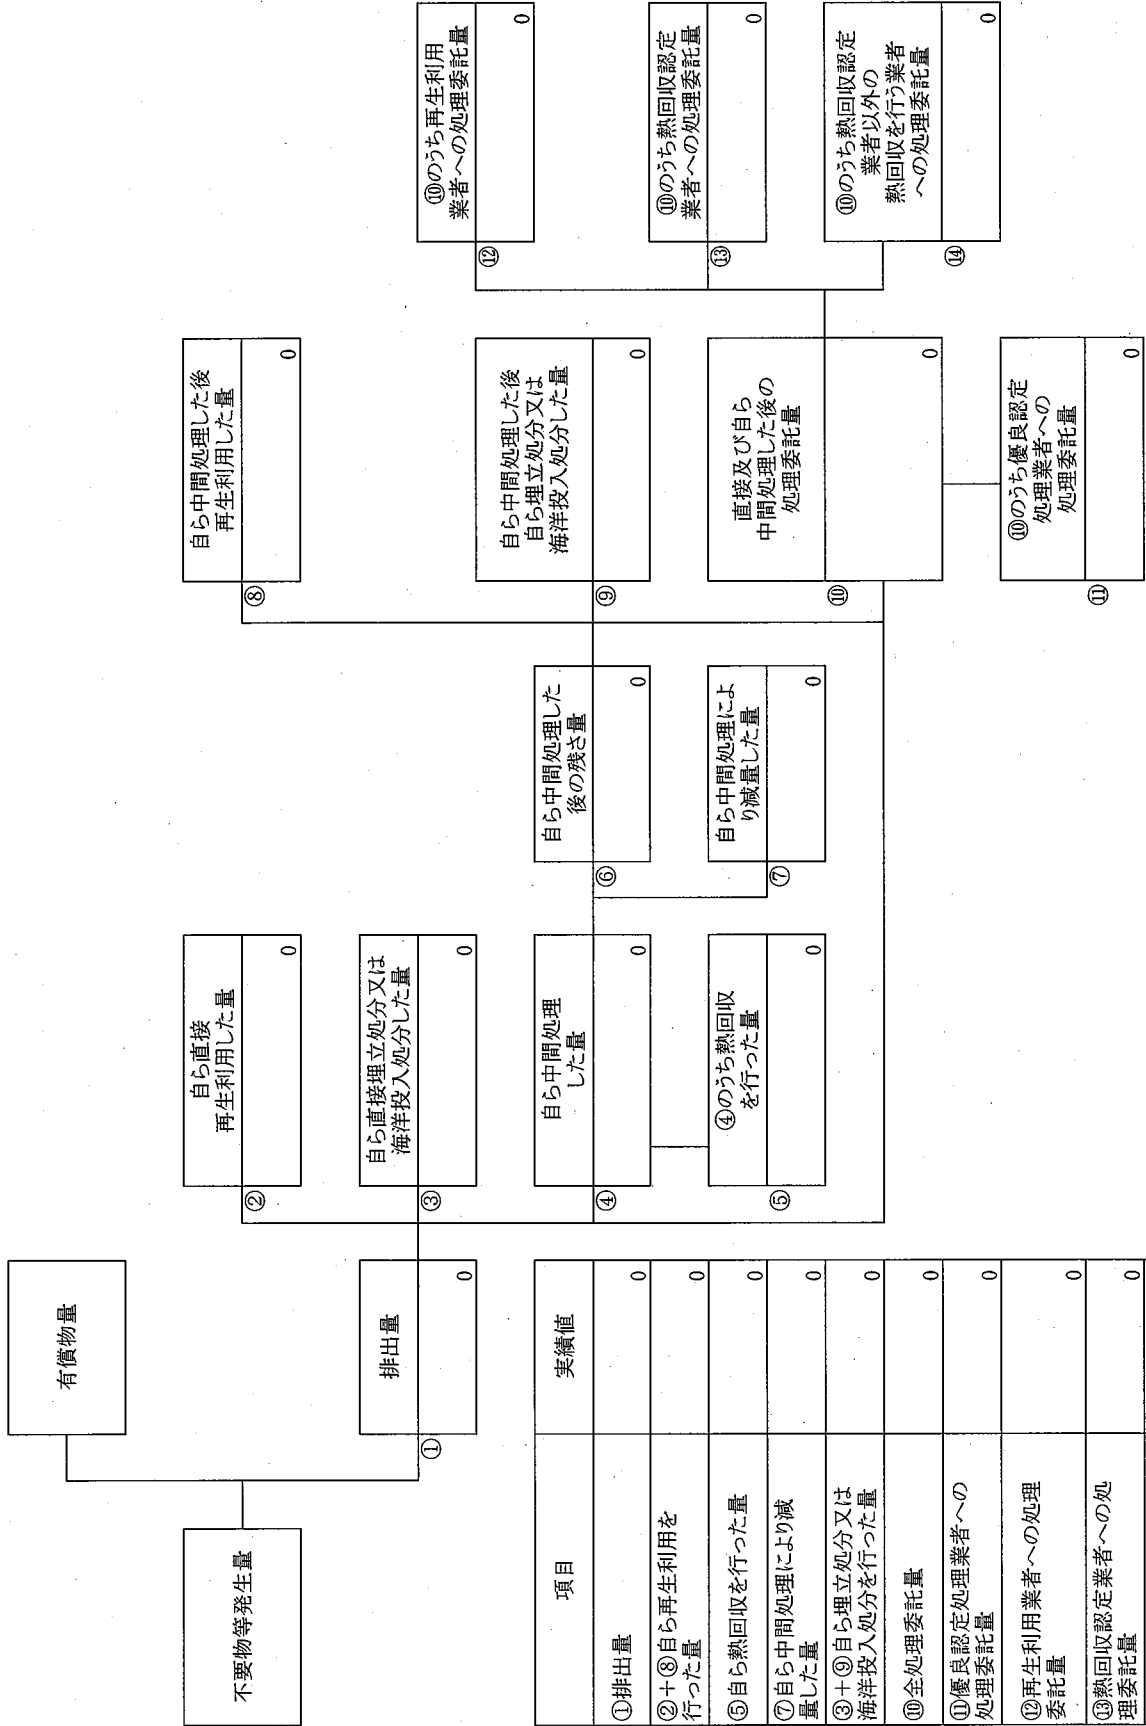 不要物等発生量
有償物量
排出量
①
0
自ら直接
再生利用した量
②
0
自ら直接埋立処分又は
海洋投入処分した量
③
0
自ら中間処理
した量
④
0
④のうち熱回収
を行った量
⑤
0
自ら中間処理した
後の残さ量
⑥
0
自ら中間処理によ
り減量した量
⑦
0
自ら中間処理した後
再生利用した量
⑧
0
自ら中間処理した後
自ら埋立処分又は
海洋投入処分した量
⑨
0
直接及び自ら
中間処理した後の
処理委託量
⑩
0
⑩のうち優良認定
処理業者への
処理委託量
⑪
0
⑩のうち再生利用
業者への処理委託量
⑫
0
⑩のうち熱回収認定
業者への処理委託量
⑬
0
⑩のうち熱回収認定
業者以外の
熱回収を行う業者
への処理委託量
⑭
0
項目 実績値
①排出量 0
②+⑧自ら再生利用を
行った量 0
⑤自ら熱回収を行った量 0
⑦自ら中間処理により減
量した量 0
③+⑨自ら埋立処分又は
海洋投入処分を行った量 0
⑩全処理委託量 0
⑪優良認定処理業者への
処理委託量 0
⑫再生利用業者への処理
委託量 0
⑬熱回収認定業者への処
理委託量 0